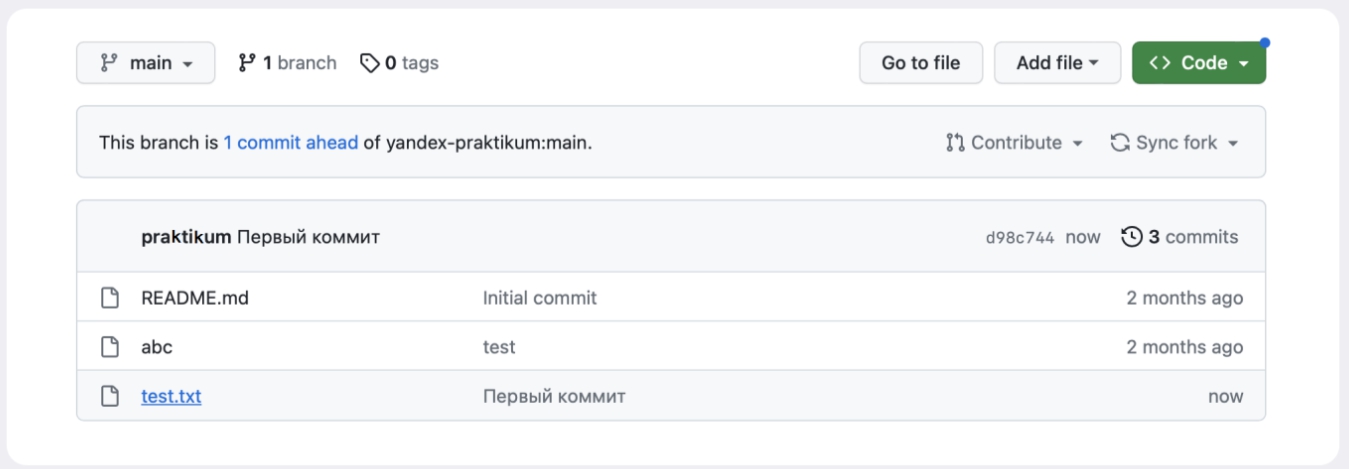 main 1 branch 0 tags Go to file Add file Code
This branch is 1 commit ahead of yandex-praktikum:main. Contribute Sync fork
praktikum Первый коммит d98c744 now 3 commits
README.md Initial commit 2 months ago
abc test 2 months ago
test.txt Первый коммит now